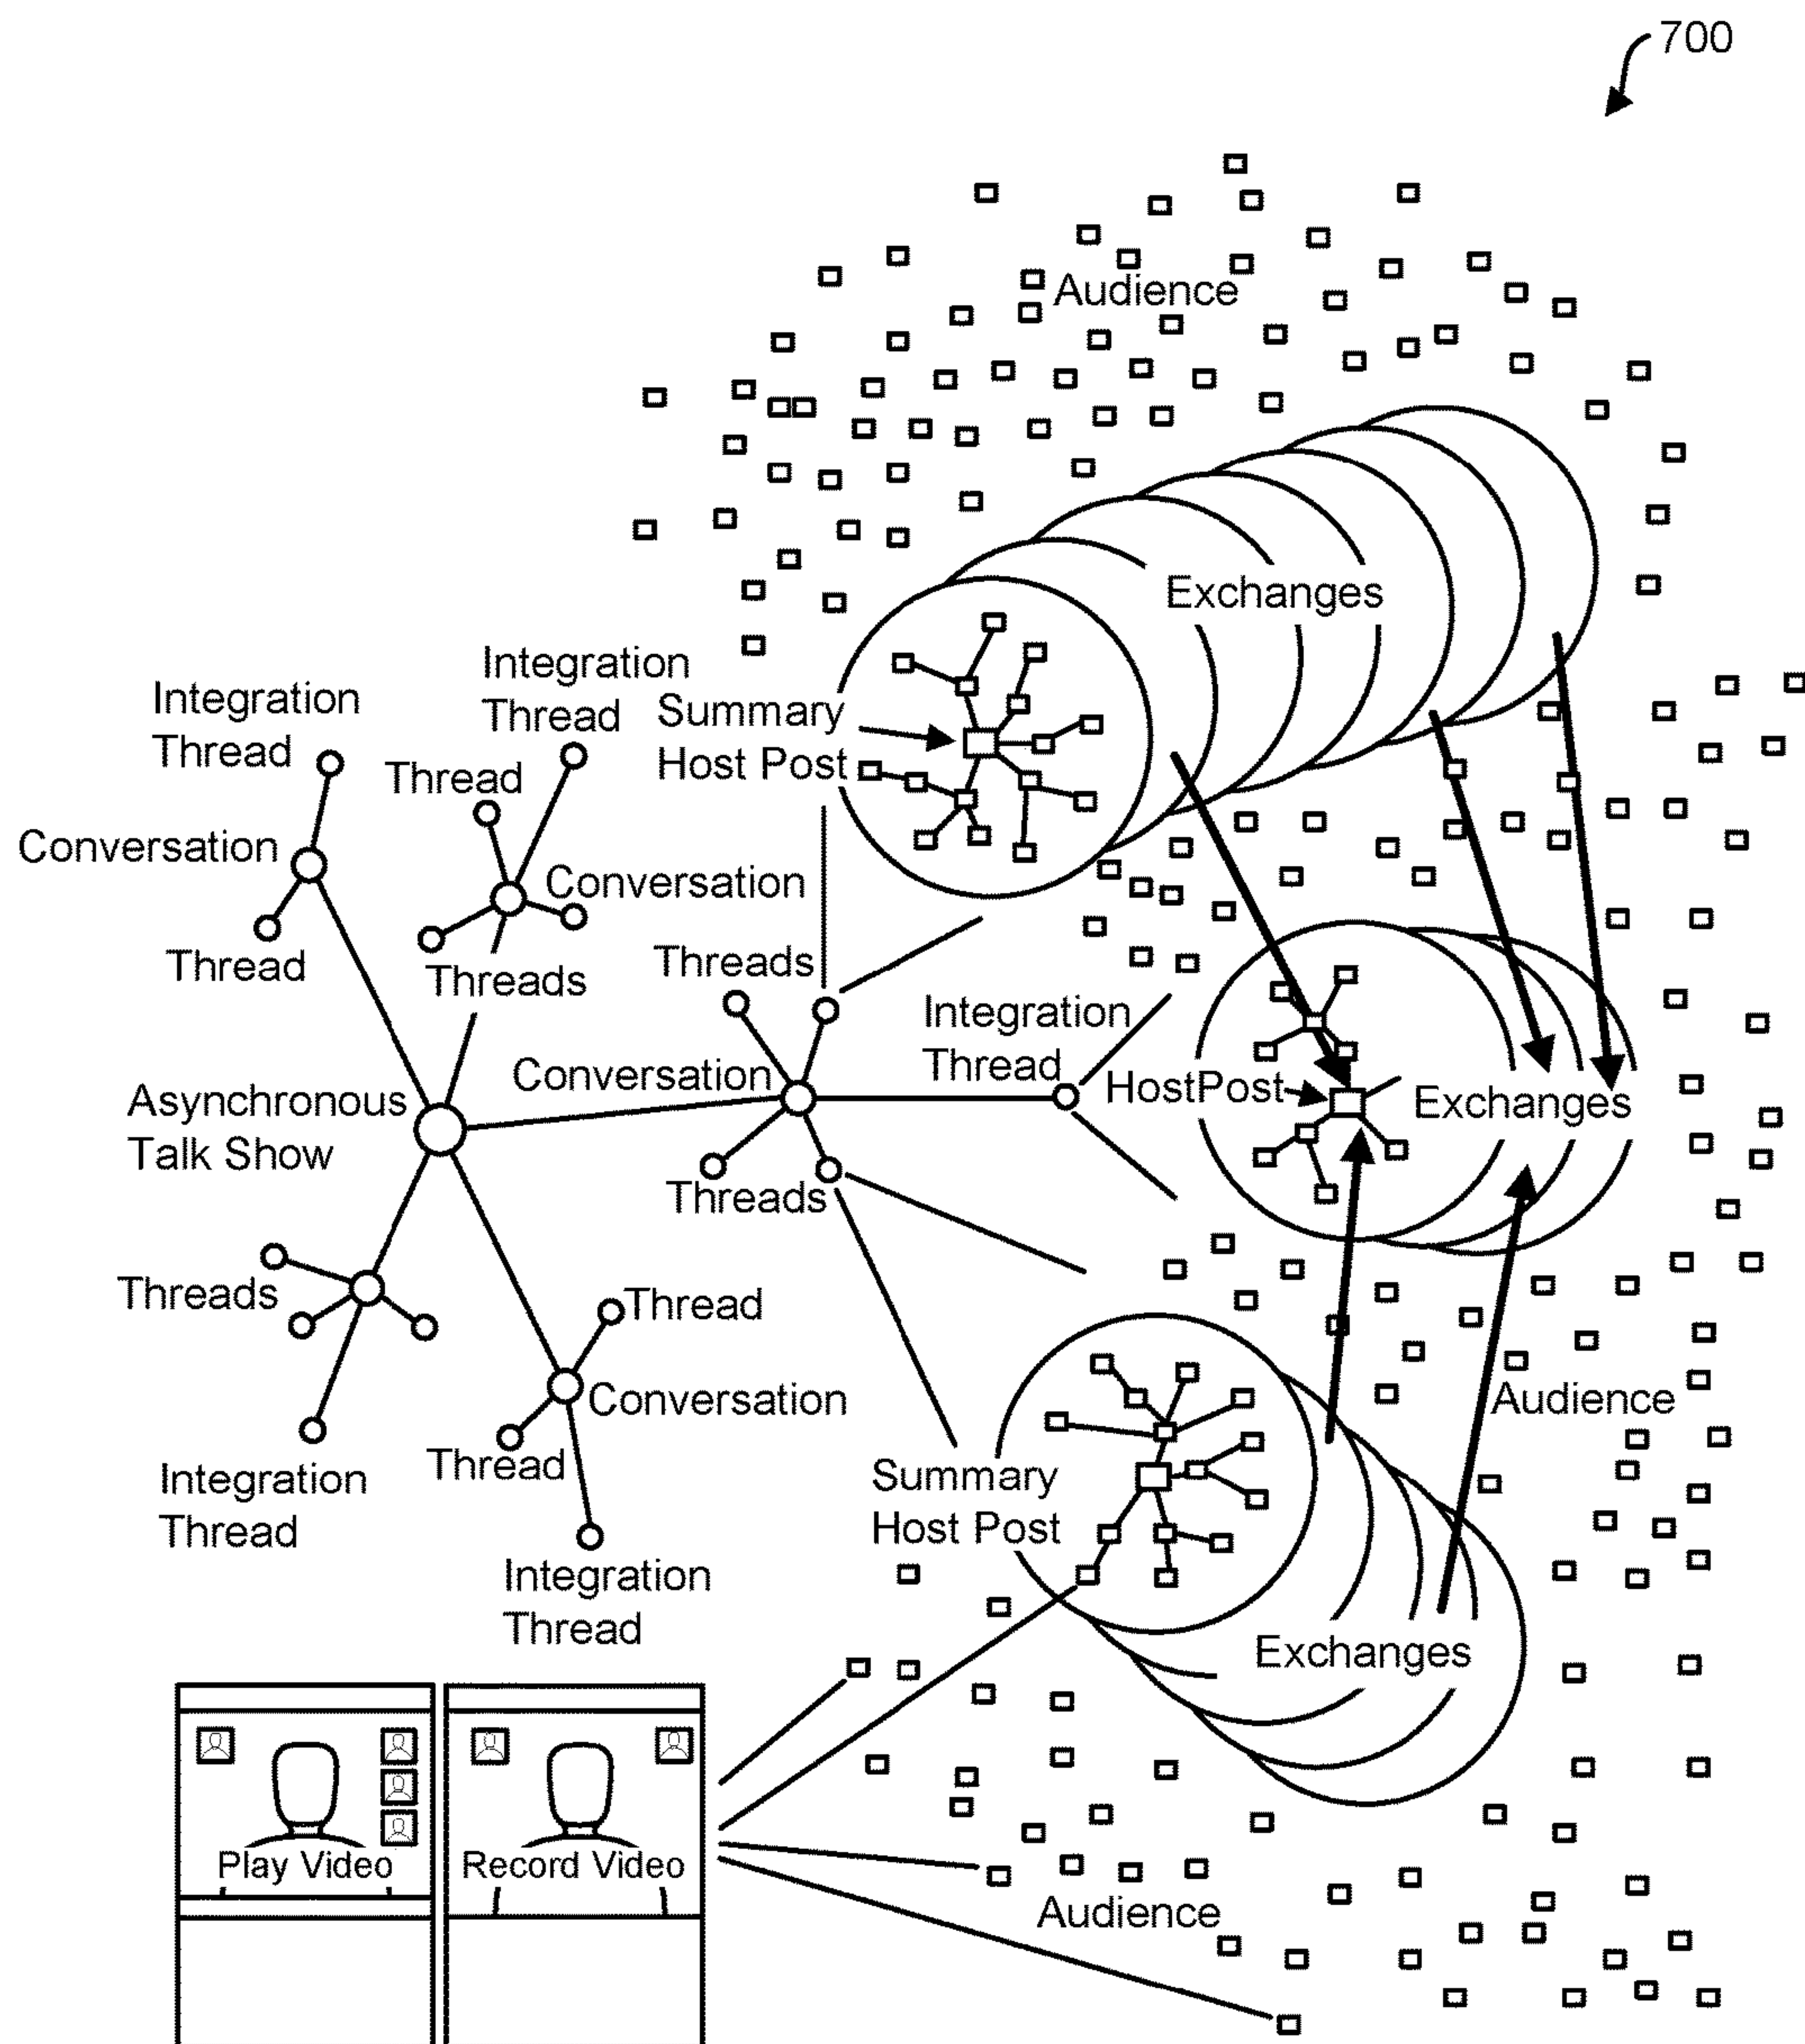 700
Audience
Exchanges
Integration
Thread
Integration
Thread
Summary
Host Post
Thread
Conversation
Conversation
Thread
Threads
Threads
Integration
Thread
Conversation
HostPost
Exchanges
Asynchronous
Talk Show
Threads
Threads
Thread
Conversation
Audience
Thread
Integration
Thread
Summary
Host Post
Integration
Thread
Exchanges
Play Video
Record Video
Audience